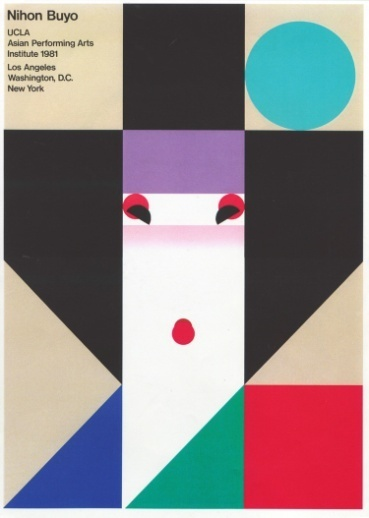 Nihon Buyo
UCLA
Asian Performing Arts
Institute 1981
Los Angeles
Washington, D.C.
New York